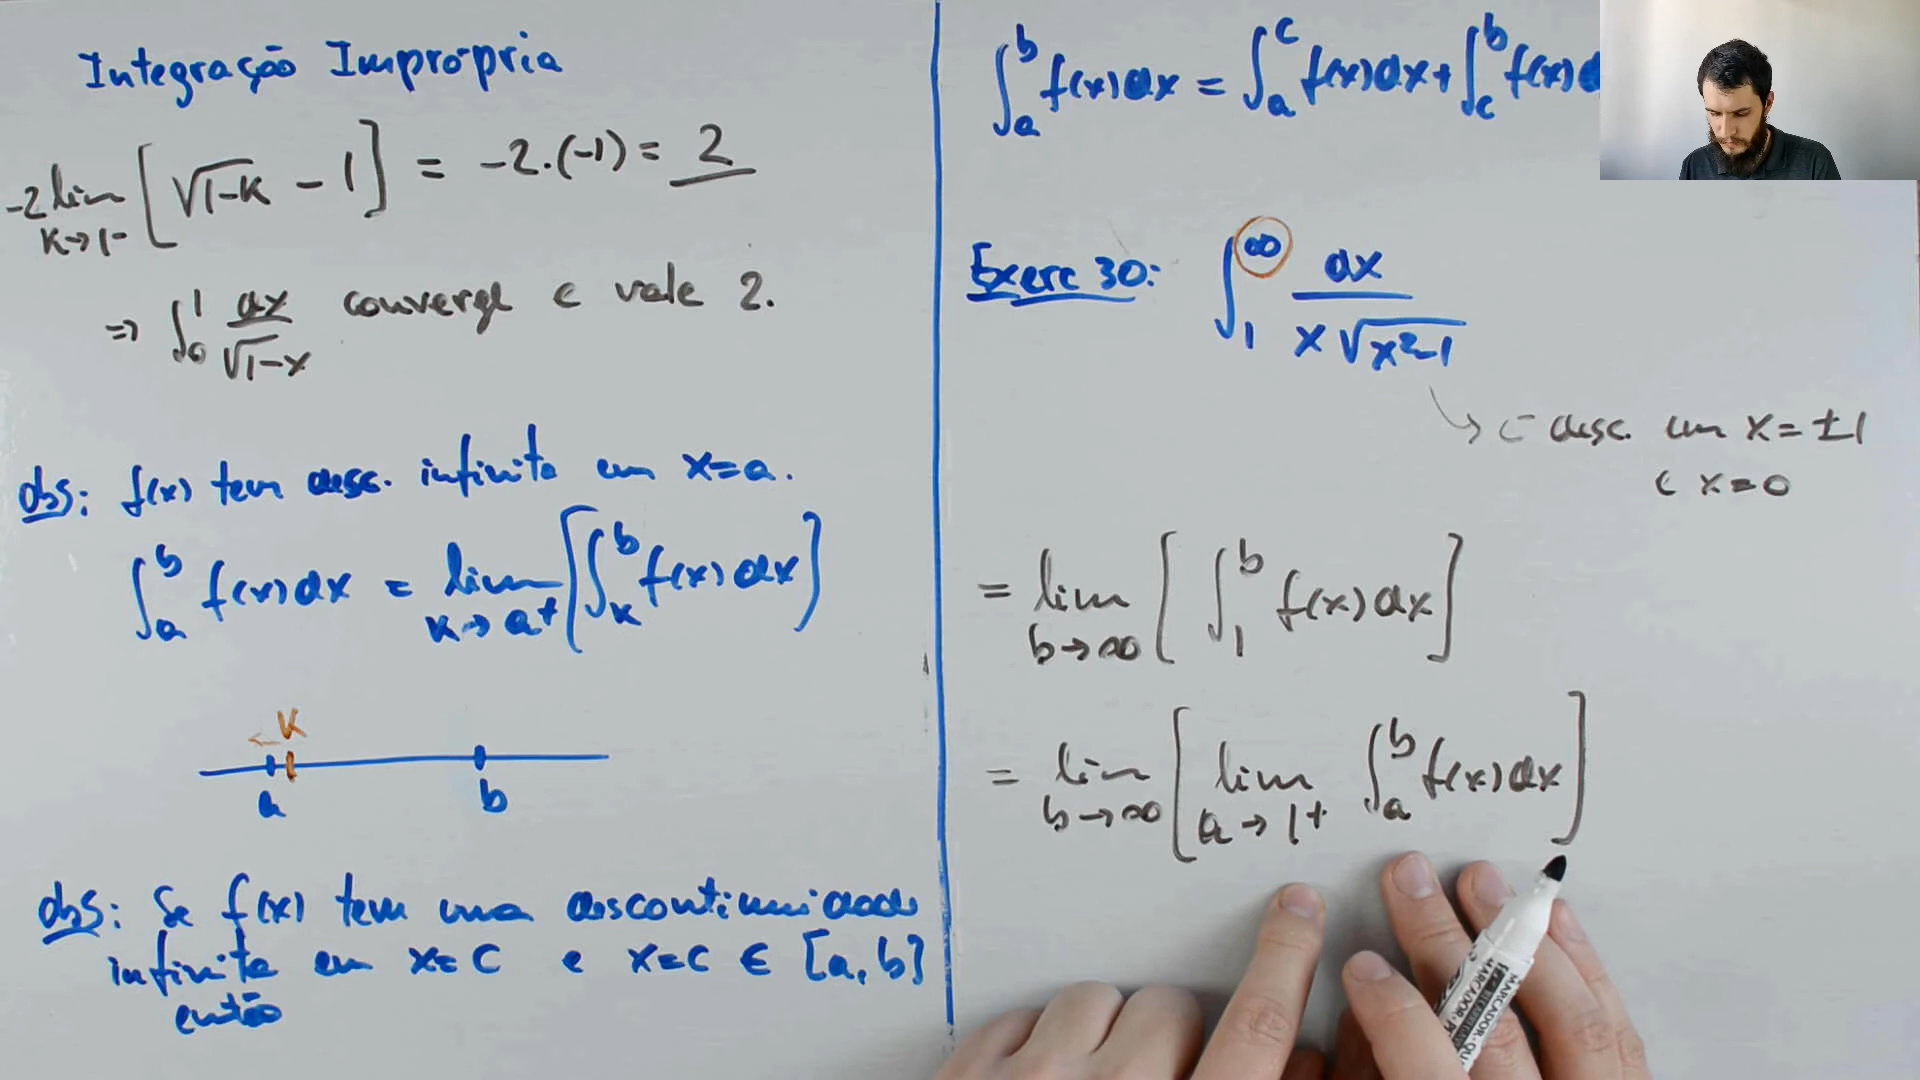 Integração Imprópria
-2 lim [√1-k - 1] = -2.(-1) = 2
k→1-
⇒ ∫₀¹ dx/√1-x converge e vale 2.
obs: f(x) tem desc. infinita em x=a.
∫ₐᵇ f(x)dx = lim [∫ₖᵇ f(x)dx]
k→a+
k
a b
obs: Se f(x) tem uma descontinuidade
infinita em x=c e x=c ∈ [a,b]
então
∫ₐᵇ f(x)dx = ∫ₐᶜ f(x)dx + ∫꜀ᵇ f(x)d
Exerc 30: ∫₁^∞ dx/x√x²-1
→ é desc. em x=±1
e x=0
= lim [∫₁ᵇ f(x)dx]
b→∞
= lim [lim ∫ₐᵇ f(x)dx]
b→∞ a→1+